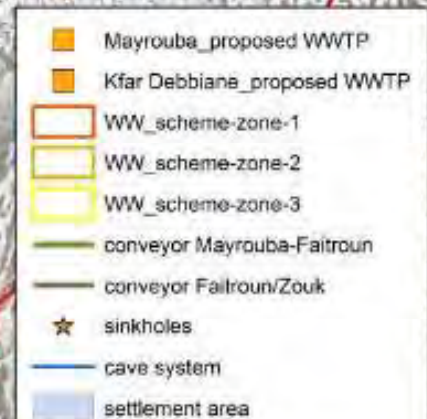 Mayrouba_proposed WWTP
Kfar Debbiane_proposed WWTP
WW_scheme-zone-1
WW_scheme-zone-2
WW_scheme-zone-3
conveyor Mayrouba-Faitroun
conveyor Faitroun/Zouk
sinkholes
cave system
settlement area